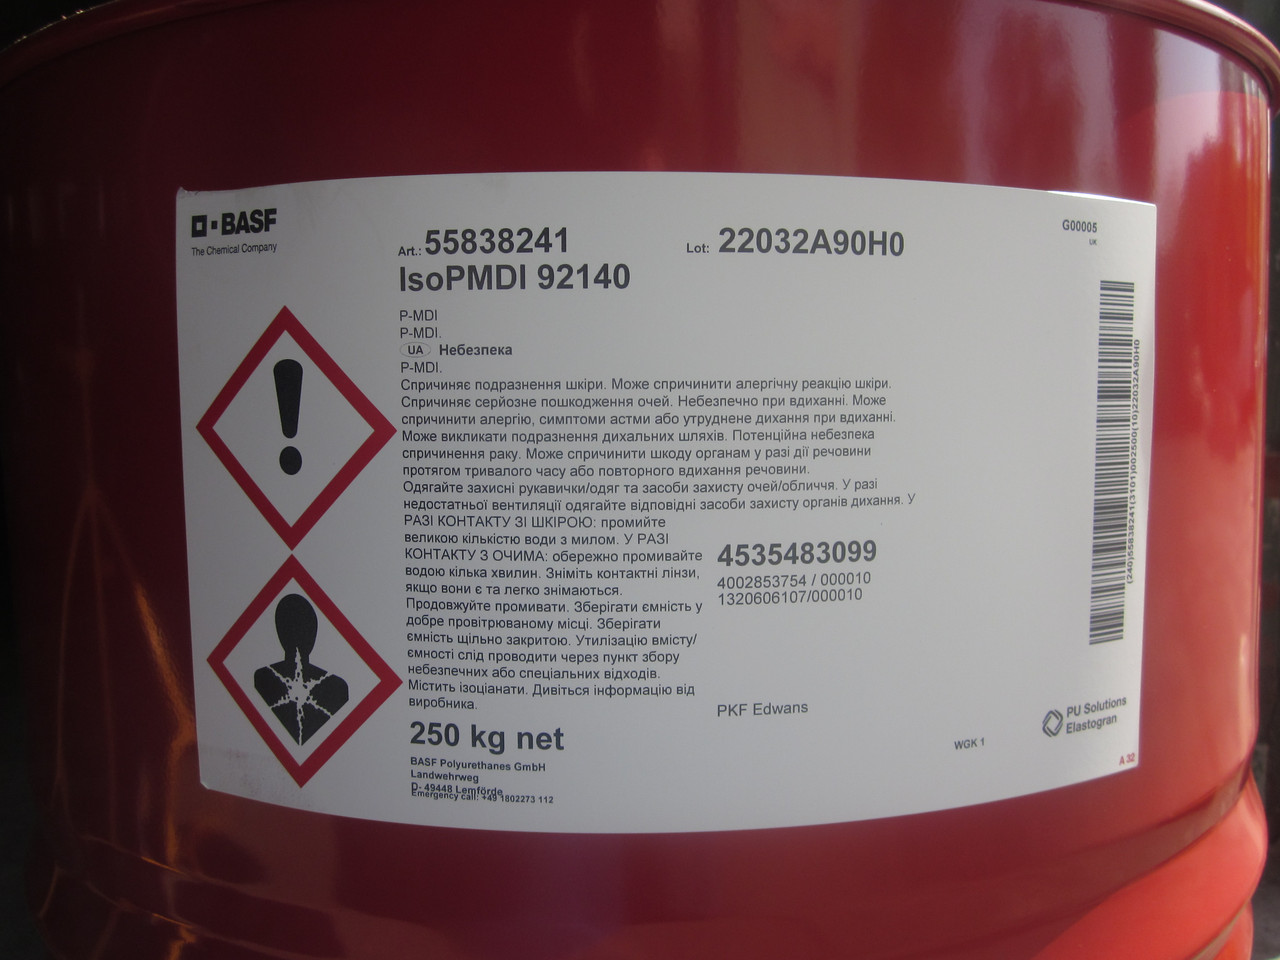 BASF
The Chemical Company
Art.: 55838241
Lot: 22032A90H0
G00005
UK
IsoPMDI 92140
P-MDI
P-MDI.
UA Небезпека
P-MDI.
Спричиняє подразнення шкіри. Може спричинити алергічну реакцію шкіри.
Спричиняє серйозне пошкодження очей. Небезпечно при вдиханні. Може
спричинити алергію, симптоми астми або утруднене дихання при вдиханні.
Може викликати подразнення дихальних шляхів. Потенційна небезпека
спричинення раку. Може спричинити шкоду органам у разі дії речовини
протягом тривалого часу або повторного вдихання речовини.
Одягайте захисні рукавички/одяг та засоби захисту очей/обличчя. У разі
недостатньої вентиляції одягайте відповідні засоби захисту органів дихання. У
РАЗІ КОНТАКТУ ЗІ ШКІРОЮ: промийте
великою кількістю води з милом. У РАЗІ
КОНТАКТУ З ОЧИМА: обережно промивайте
водою кілька хвилин. Зніміть контактні лінзи,
якщо вони є та легко знімаються.
Продовжуйте промивати. Зберігати ємність у
добре провітрюваному місці. Зберігати
ємність щільно закритою. Утилізацію вмісту/
ємності слід проводити через пункт збору
небезпечних або спеціальних відходів.
Містить ізоціанати. Дивіться інформацію від
виробника.
4535483099
4002853754 / 000010
1320606107/000010
PKF Edwans
250 kg net
BASF Polyurethanes GmbH
Landwehrweg
D- 49448 Lemförde
Emergency call: +49 1802273 112
WGK 1
PU Solutions
Elastogran
A 32
(240)55838241(3101)002500(10)22032A90H0